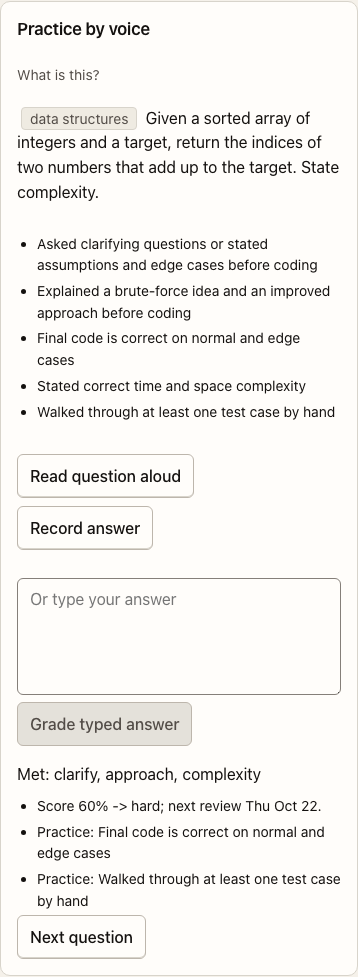 Practice by voice
What is this?
data structures Given a sorted array of
integers and a target, return the indices of
two numbers that add up to the target. State
complexity.
• Asked clarifying questions or stated
assumptions and edge cases before coding
• Explained a brute-force idea and an improved
approach before coding
• Final code is correct on normal and edge
cases
• Stated correct time and space complexity
• Walked through at least one test case by hand
Read question aloud
Record answer
Or type your answer
Grade typed answer
Met: clarify, approach, complexity
• Score 60% -> hard; next review Thu Oct 22.
• Practice: Final code is correct on normal and
edge cases
• Practice: Walked through at least one test case
by hand
Next question